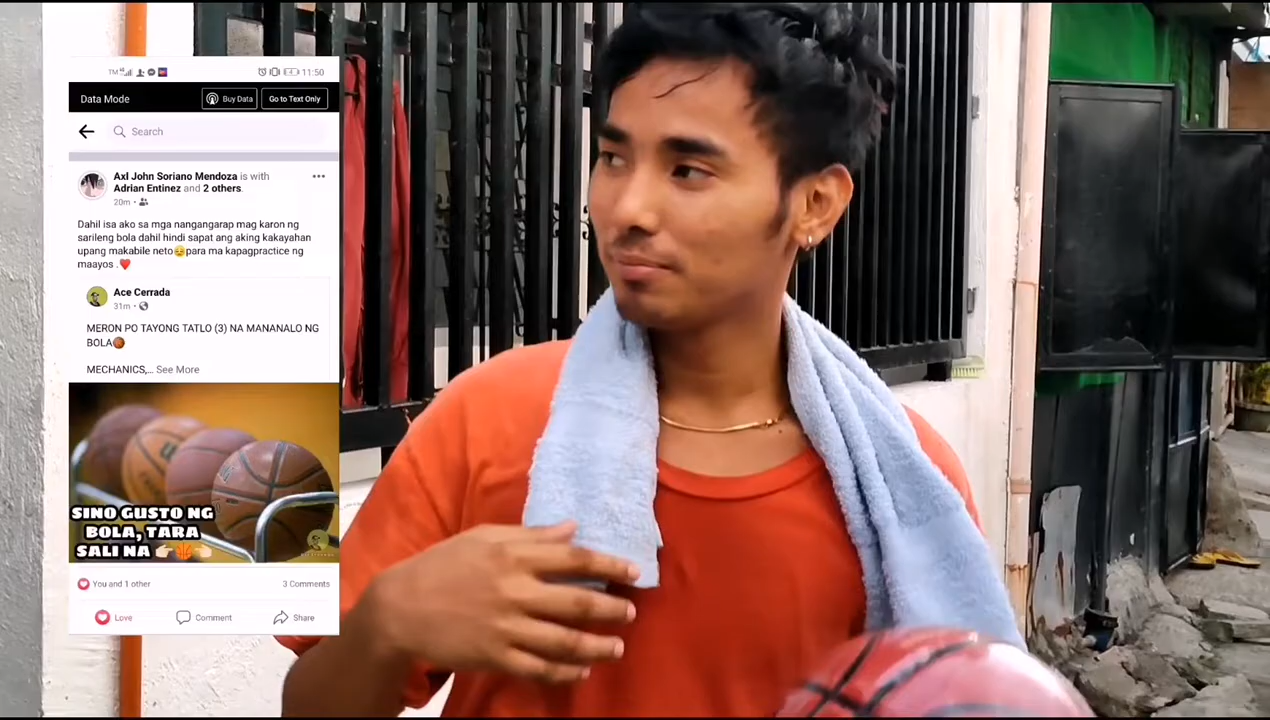 TM 11:50
Data Mode
Buy Data
Go to Text Only
Search
Axl John Soriano Mendoza is with
Adrian Entinez and 2 others.
20m
Dahil isa ako sa mga nangangarap mag karon ng
sarileng bola dahil hindi sapat ang aking kakayahan
upang makabile neto😔para ma kapagpractice ng
maayos .❤️
Ace Cerrada
31m
MERON PO TAYONG TATLO (3) NA MANANALO NG
BOLA🏀
MECHANICS,... See More
SINO GUSTO NG
BOLA, TARA
SALI NA 👉🏀👈
You and 1 other
3 Comments
Love
Comment
Share